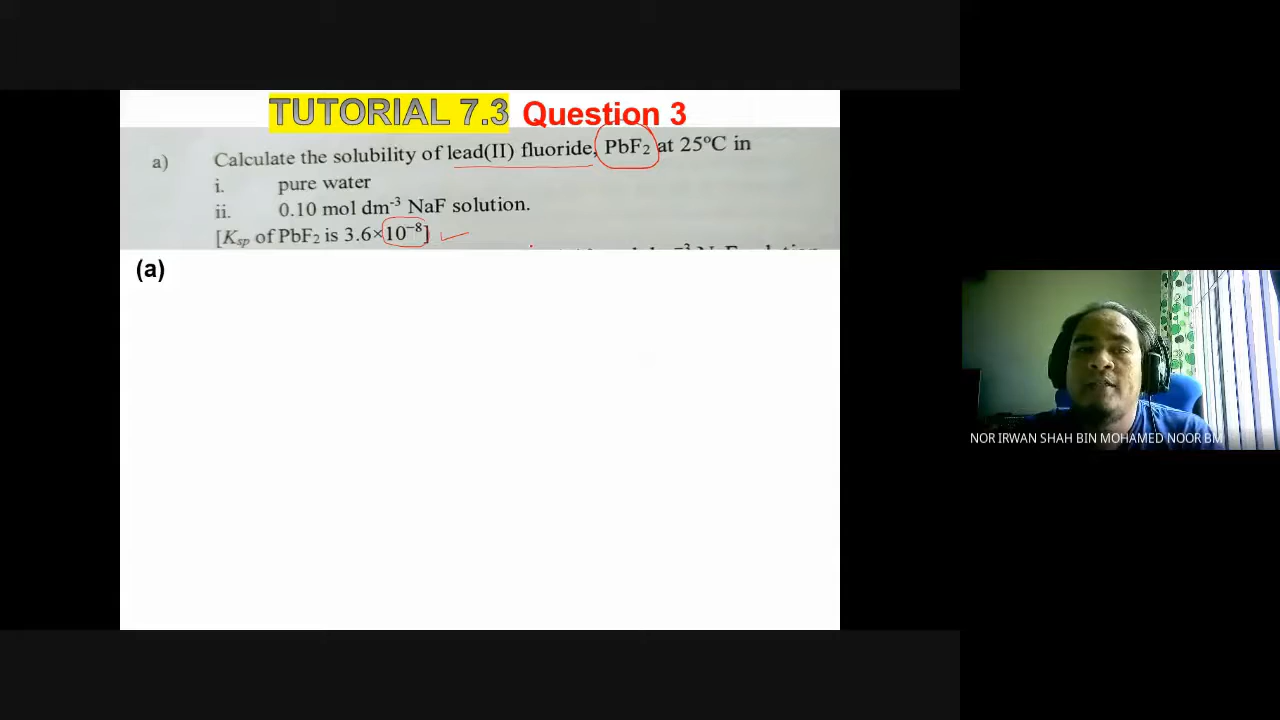 TUTORIAL 7.3 Question 3
a) Calculate the solubility of lead(II) fluoride, PbF₂ at 25°C in
i. pure water
ii. 0.10 mol dm⁻³ NaF solution.
[Ksp of PbF₂ is 3.6×10⁻⁸]
(a)
NOR IRWAN SHAH BIN MOHAMED NOOR BM